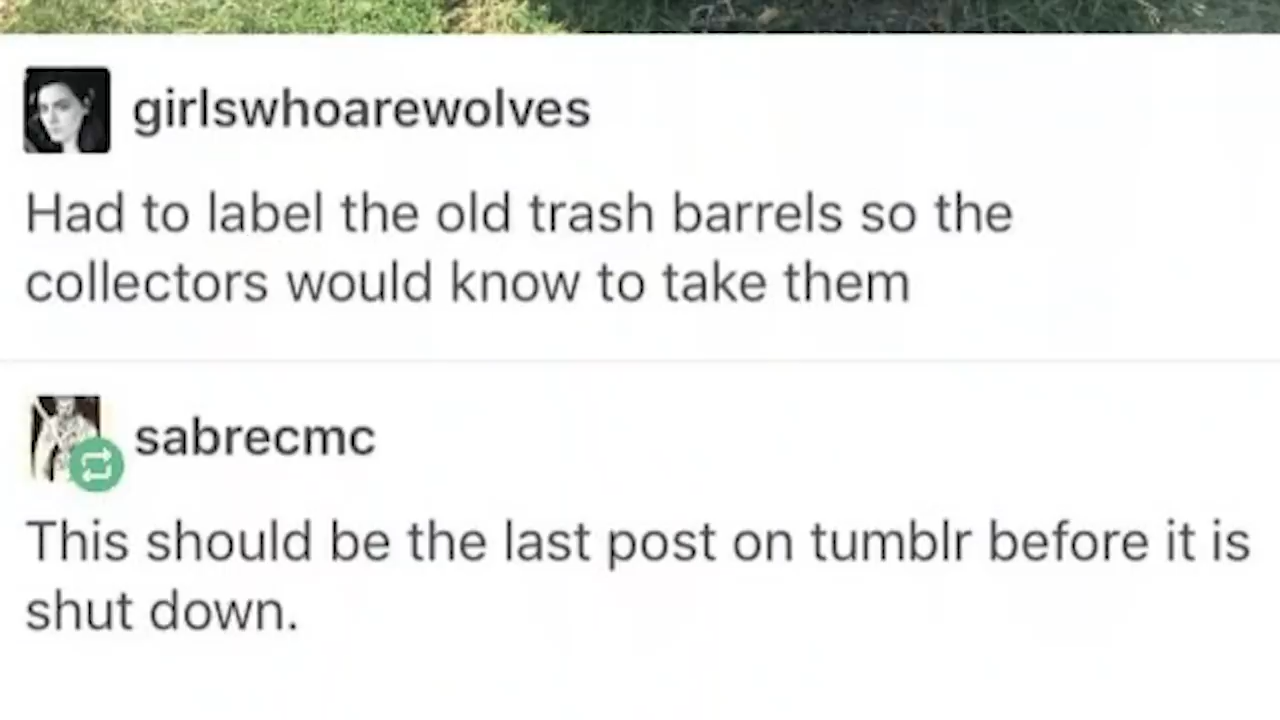 girlswhoarewolves
Had to label the old trash barrels so the
collectors would know to take them
sabrecmc
This should be the last post on tumblr before it is
shut down.